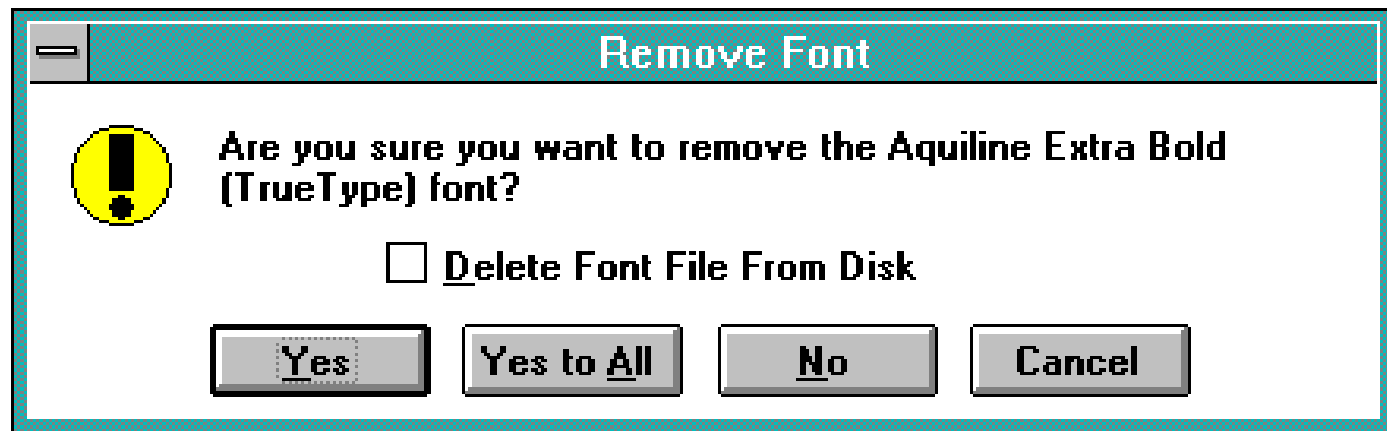 Remove Font
Are you sure you want to remove the Aquiline Extra Bold
(TrueType) font?
Delete Font File From Disk
Yes
Yes to All
No
Cancel